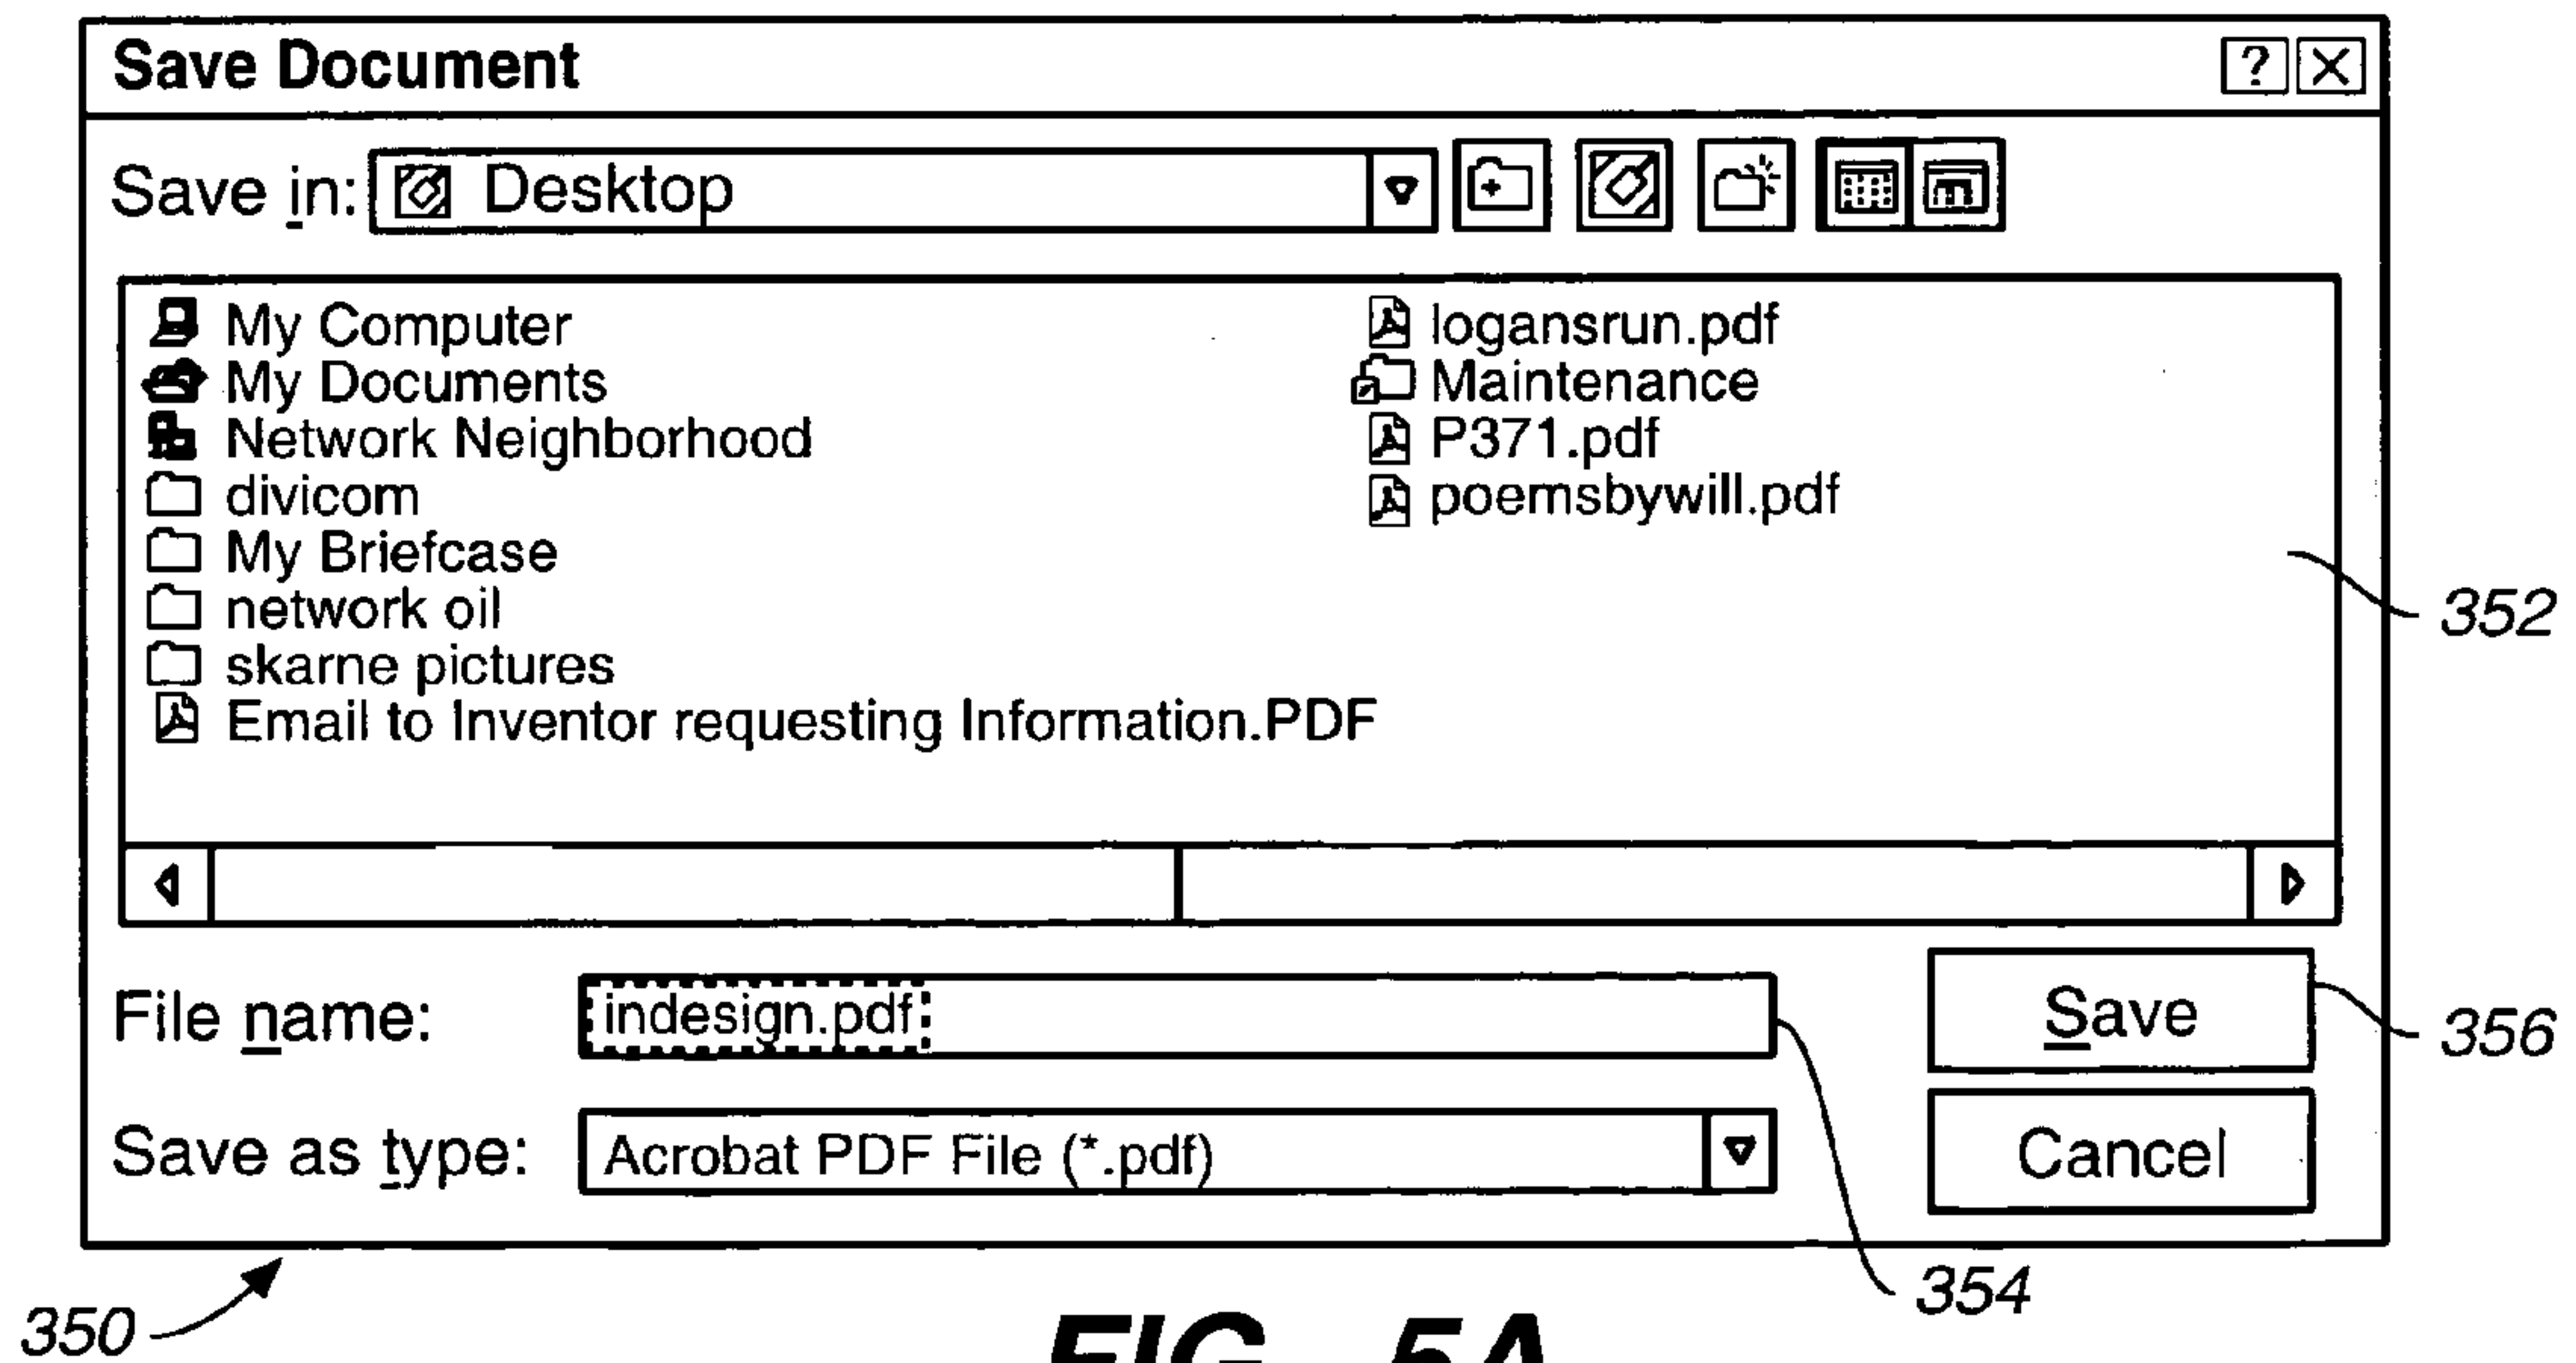 Save Document
?
Save in: Desktop
My Computer
My Documents
Network Neighborhood
divicom
My Briefcase
network oil
skarne pictures
Email to Inventor requesting Information.PDF
logansrun.pdf
Maintenance
P371.pdf
poemsbywill.pdf
352
File name: indesign.pdf
Save
356
Save as type: Acrobat PDF File (*.pdf)
Cancel
354
350
FIG._5A